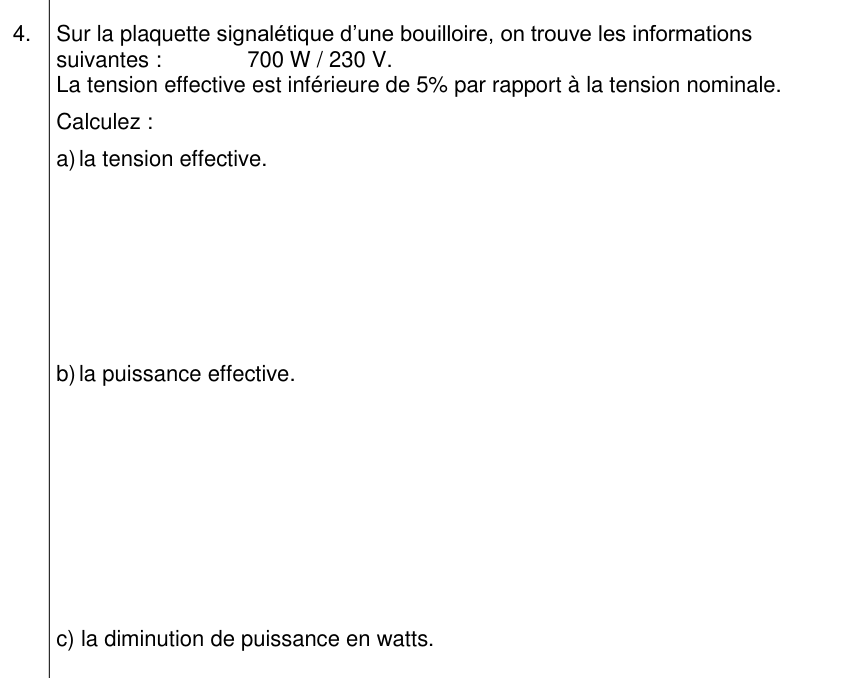 4. Sur la plaquette signalétique d'une bouilloire, on trouve les informations
suivantes : 700 W / 230 V.
La tension effective est inférieure de 5% par rapport à la tension nominale.
Calculez :
a) la tension effective.
b) la puissance effective.
c) la diminution de puissance en watts.